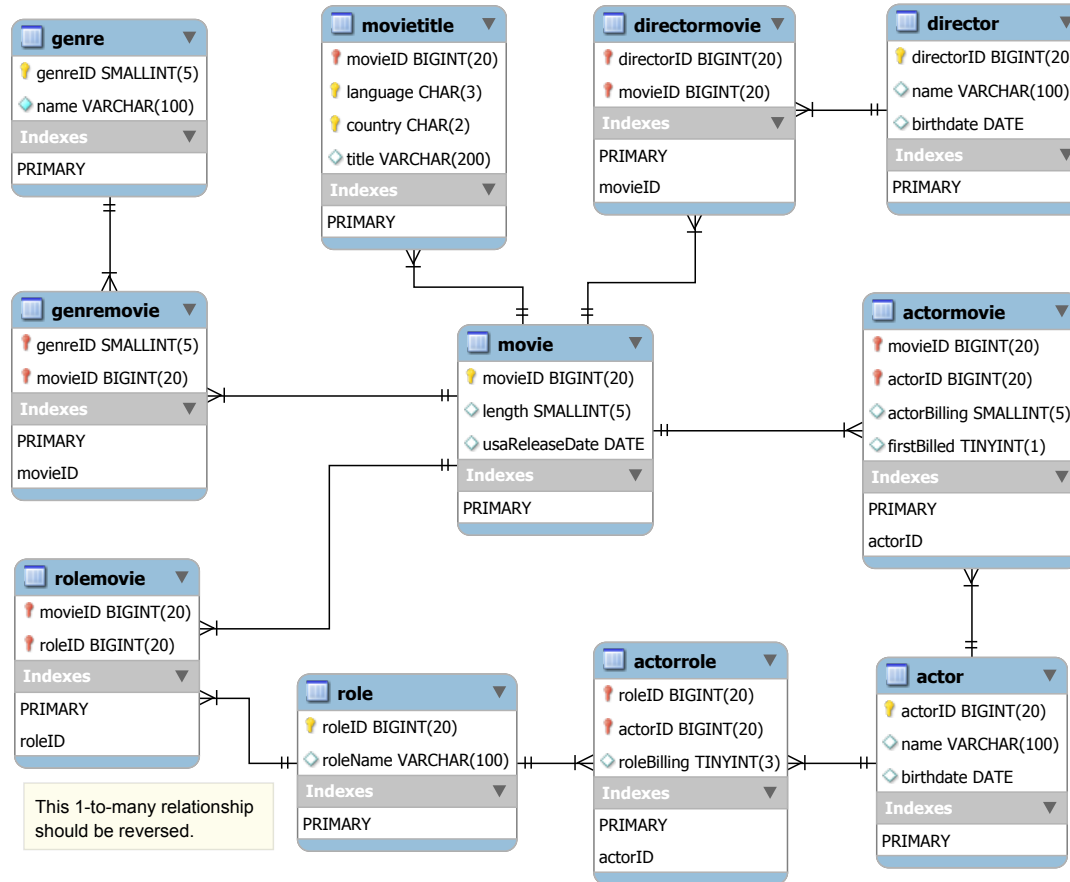 genre
genreID SMALLINT(5)
name VARCHAR(100)
Indexes
PRIMARY
movietitle
movieID BIGINT(20)
language CHAR(3)
country CHAR(2)
title VARCHAR(200)
Indexes
PRIMARY
directormovie
directorID BIGINT(20)
movieID BIGINT(20)
Indexes
PRIMARY
movieID
director
directorID BIGINT(20
name VARCHAR(100)
birthdate DATE
Indexes
PRIMARY
genremovie
genreID SMALLINT(5)
movieID BIGINT(20)
Indexes
PRIMARY
movieID
movie
movieID BIGINT(20)
length SMALLINT(5)
usaReleaseDate DATE
Indexes
PRIMARY
actormovie
movieID BIGINT(20)
actorID BIGINT(20)
actorBilling SMALLINT(5)
firstBilled TINYINT(1)
Indexes
PRIMARY
actorID
rolemovie
movieID BIGINT(20)
roleID BIGINT(20)
Indexes
PRIMARY
roleID
role
roleID BIGINT(20)
roleName VARCHAR(100)
Indexes
PRIMARY
actorrole
roleID BIGINT(20)
actorID BIGINT(20)
roleBilling TINYINT(3)
Indexes
PRIMARY
actorID
actor
actorID BIGINT(20)
name VARCHAR(100)
birthdate DATE
Indexes
PRIMARY
This 1-to-many relationship
should be reversed.